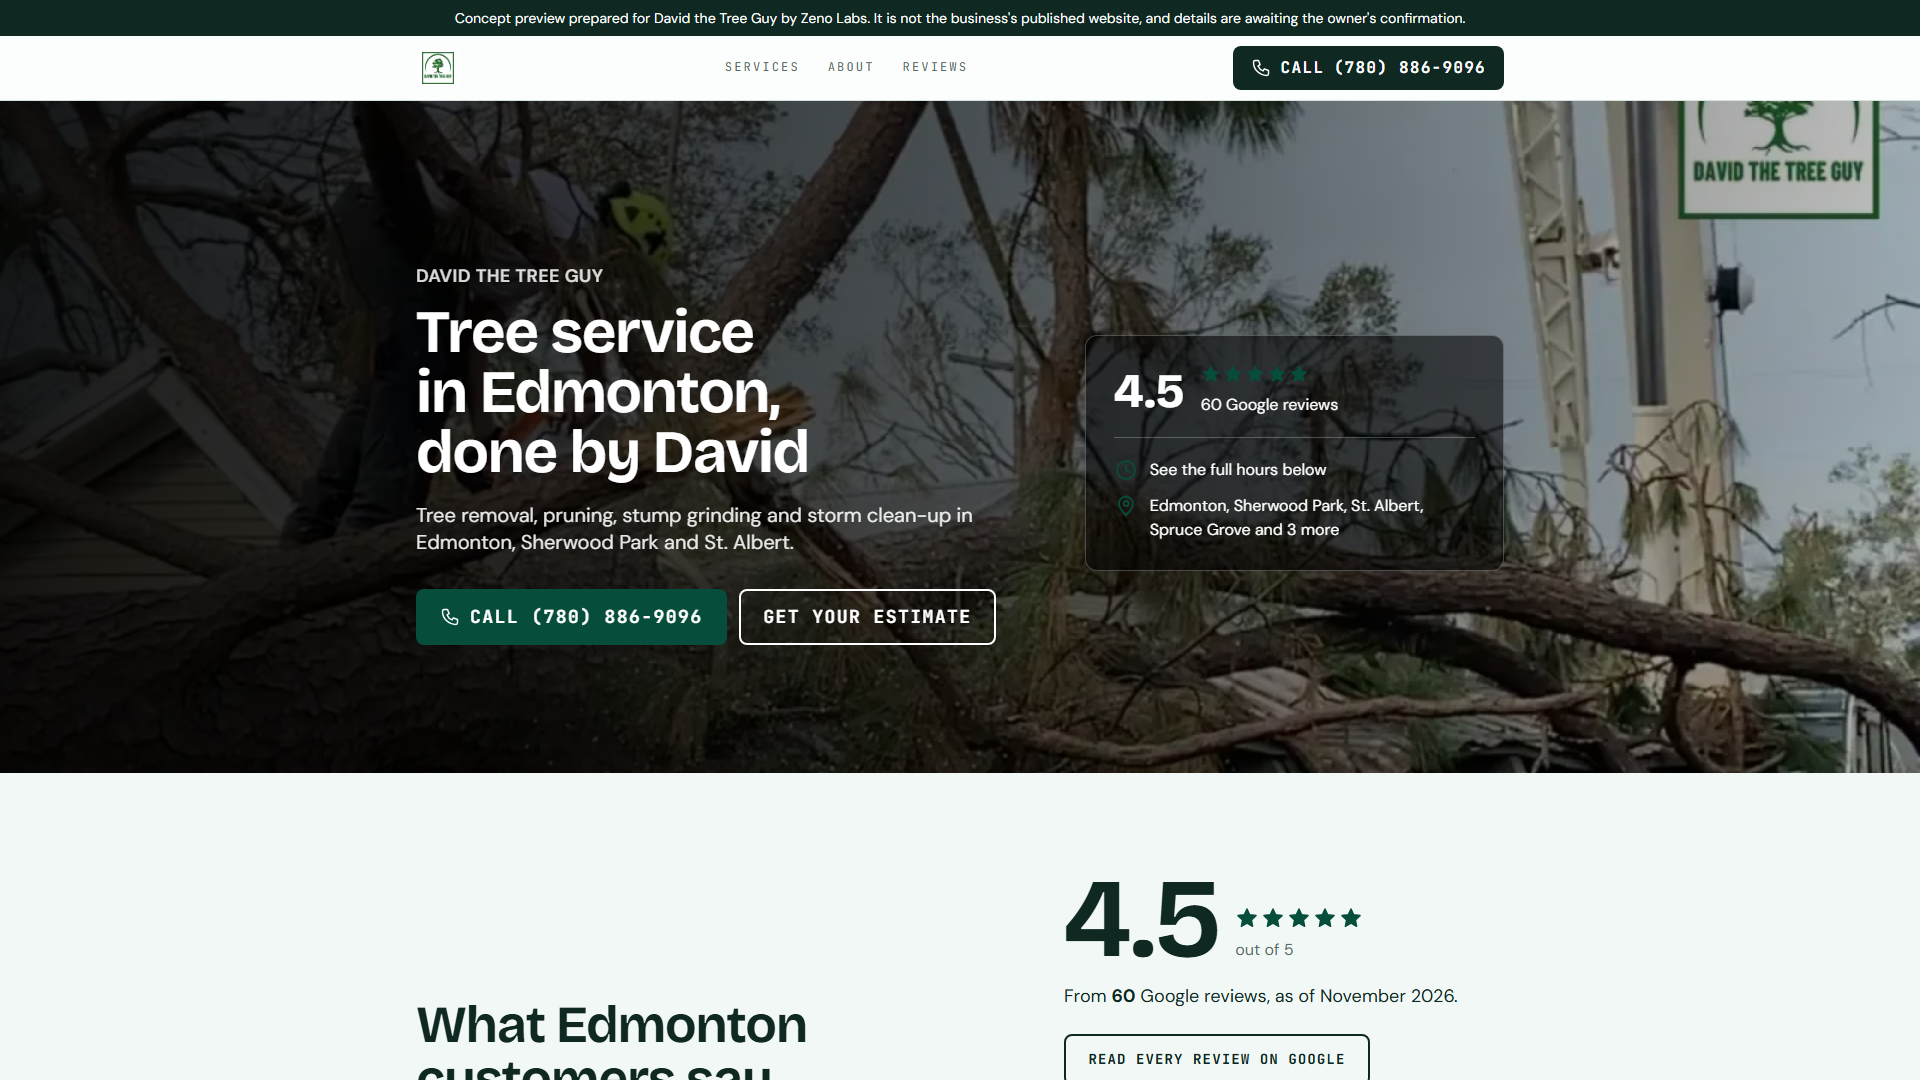 Concept preview prepared for David the Tree Guy by Zeno Labs. It is not the business's published website, and details are awaiting the owner's confirmation.
SERVICES
ABOUT
REVIEWS
CALL (780) 886-9096
DAVID THE TREE GUY
DAVID THE TREE GUY
Tree service
in Edmonton,
done by David
Tree removal, pruning, stump grinding and storm clean-up in
Edmonton, Sherwood Park and St. Albert.
CALL (780) 886-9096
GET YOUR ESTIMATE
4.5
60 Google reviews
See the full hours below
Edmonton, Sherwood Park, St. Albert,
Spruce Grove and 3 more
What Edmonton
customers say
4.5
out of 5
From 60 Google reviews, as of November 2026.
READ EVERY REVIEW ON GOOGLE